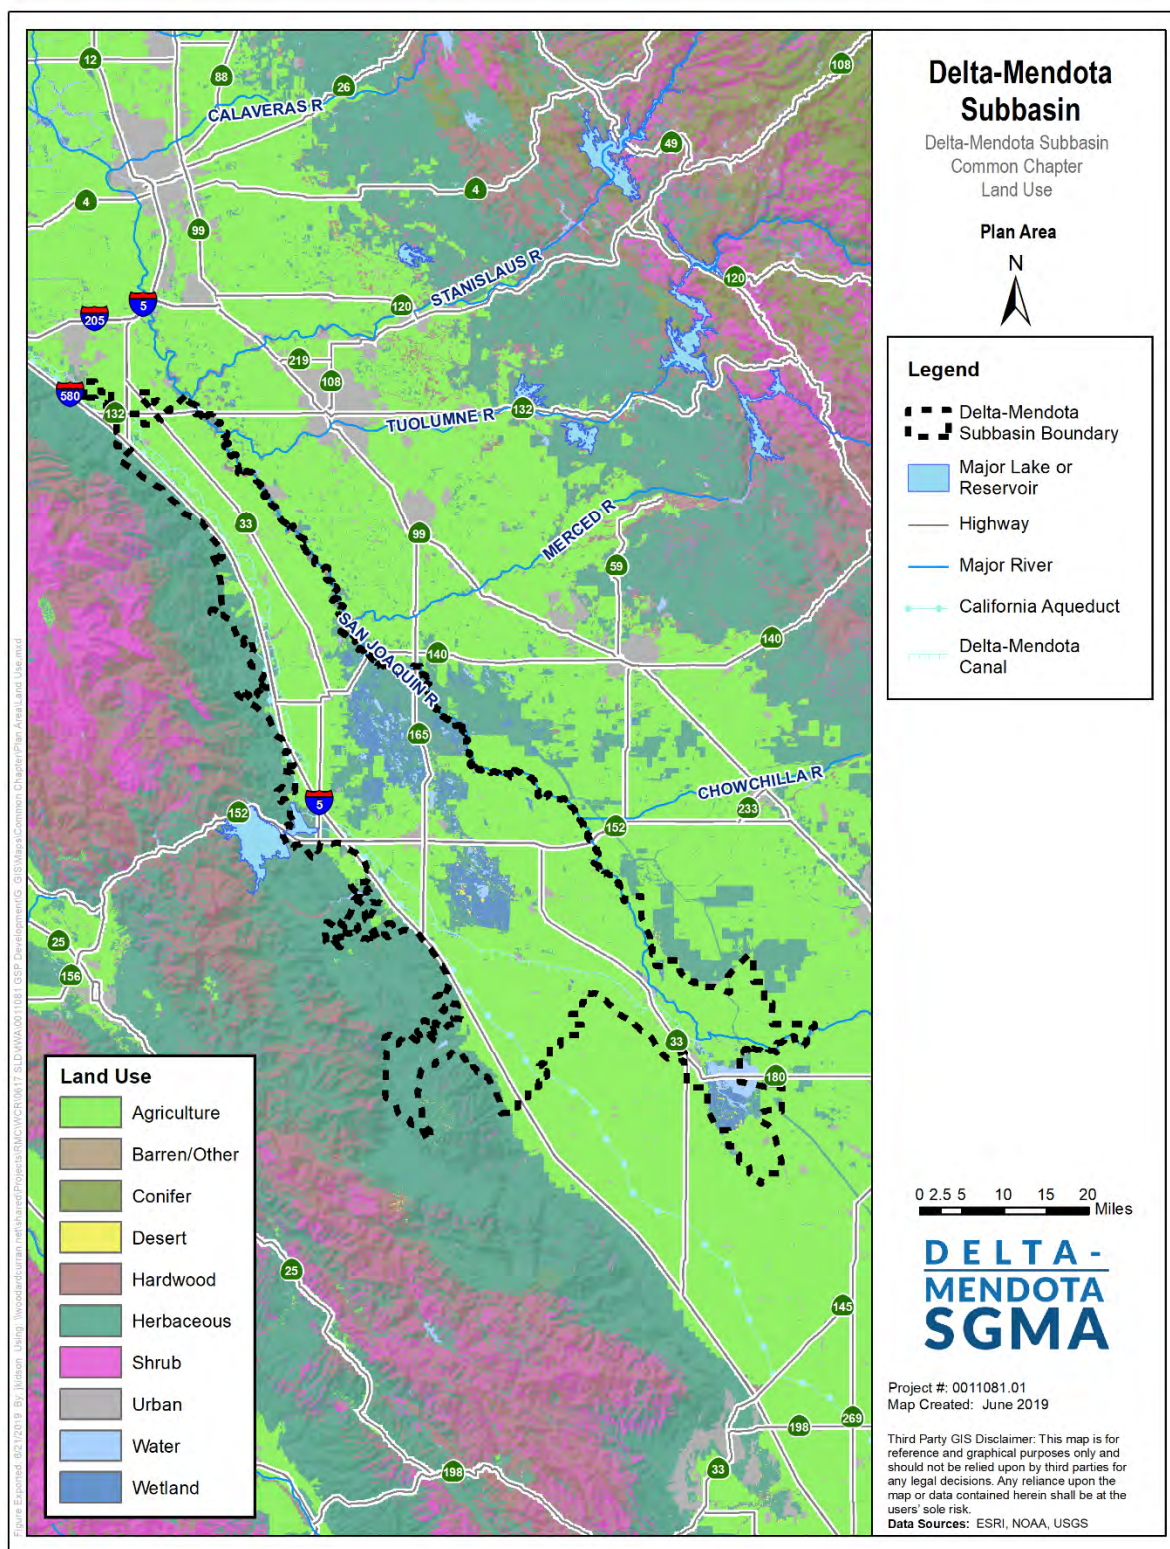 Delta-Mendota
Subbasin
Delta-Mendota Subbasin
Common Chapter
Land Use
Plan Area
N
Legend
Delta-Mendota
Subbasin Boundary
Major Lake or
Reservoir
Highway
Major River
California Aqueduct
Delta-Mendota
Canal
0 2.5 5 10 15 20
Miles
DELTA-
MENDOTA
SGMA
Project #: 0011081.01
Map Created: June 2019
Third Party GIS Disclaimer: This map is for
reference and graphical purposes only and
should not be relied upon by third parties for
any legal decisions. Any reliance upon the
map or data contained herein shall be at the
users' sole risk.
Data Sources: ESRI, NOAA, USGS
Land Use
Agriculture
Barren/Other
Conifer
Desert
Hardwood
Herbaceous
Shrub
Urban
Water
Wetland
12
88
26
108
CALAVERAS R
49
4
4
99
STANISLAUS R
120
5
205
120
219
108
580
132
TUOLUMNE R
132
33
99
MERCED R
59
SAN JOAQUIN R
140
140
165
CHOWCHILLA R
233
5
152
152
25
156
33
180
25
145
269
198
198
33